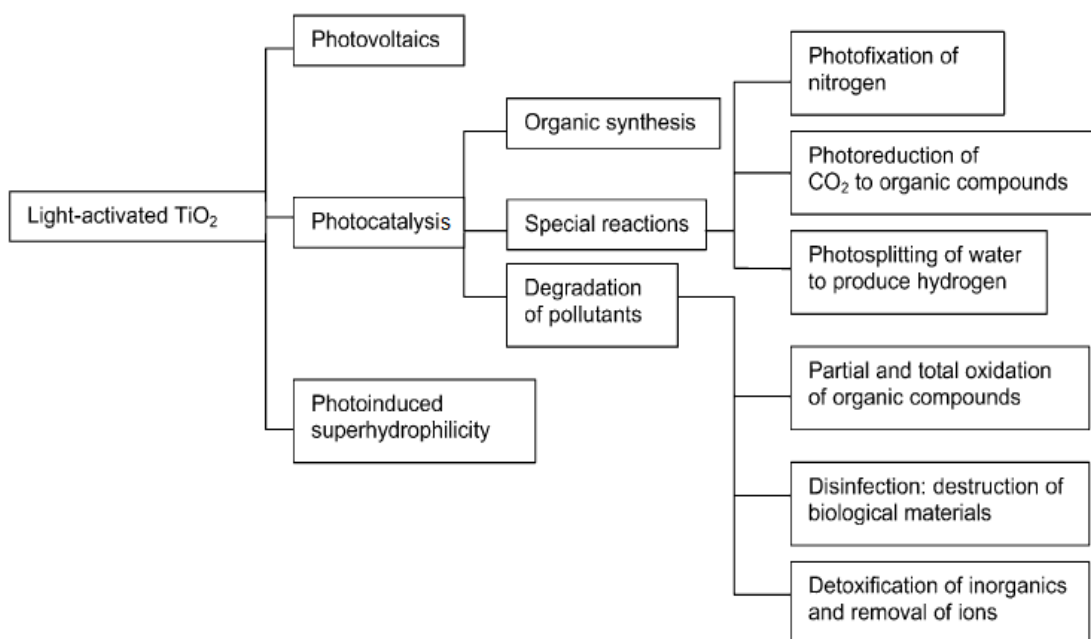 Photovoltaics
Light-activated TiO₂
Photocatalysis
Photoinduced
superhydrophilicity
Organic synthesis
Special reactions
Degradation
of pollutants
Photofixation of
nitrogen
Photoreduction of
CO₂ to organic compounds
Photosplitting of water
to produce hydrogen
Partial and total oxidation
of organic compounds
Disinfection: destruction of
biological materials
Detoxification of inorganics
and removal of ions